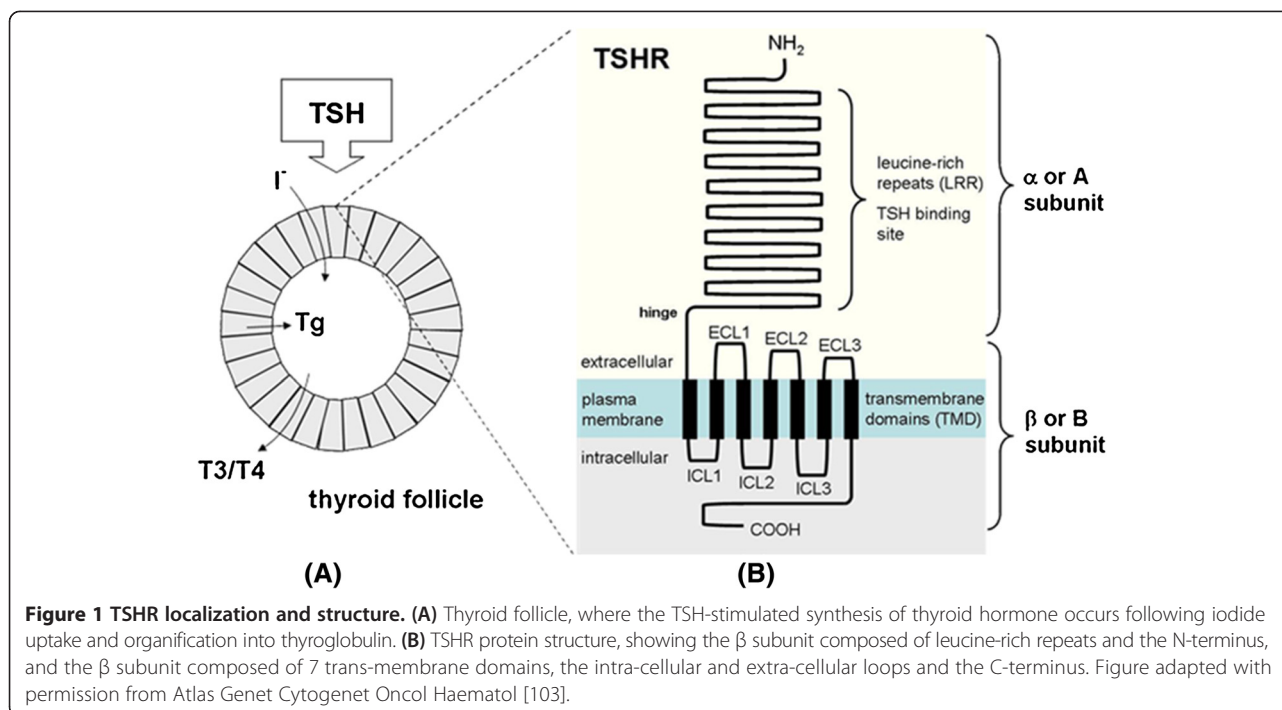 TSH
I-
Tg
T3/T4
thyroid follicle
(A)
TSHR
NH2
leucine-rich
repeats (LRR)
TSH binding
site
α or A
subunit
hinge
ECL1
ECL2
ECL3
extracellular
plasma
membrane
transmembrane
domains (TMD)
β or B
subunit
intracellular
ICL1
ICL2
ICL3
COOH
(B)
Figure 1 TSHR localization and structure. (A) Thyroid follicle, where the TSH-stimulated synthesis of thyroid hormone occurs following iodide
uptake and organification into thyroglobulin. (B) TSHR protein structure, showing the β subunit composed of leucine-rich repeats and the N-terminus,
and the β subunit composed of 7 trans-membrane domains, the intra-cellular and extra-cellular loops and the C-terminus. Figure adapted with
permission from Atlas Genet Cytogenet Oncol Haematol [103].